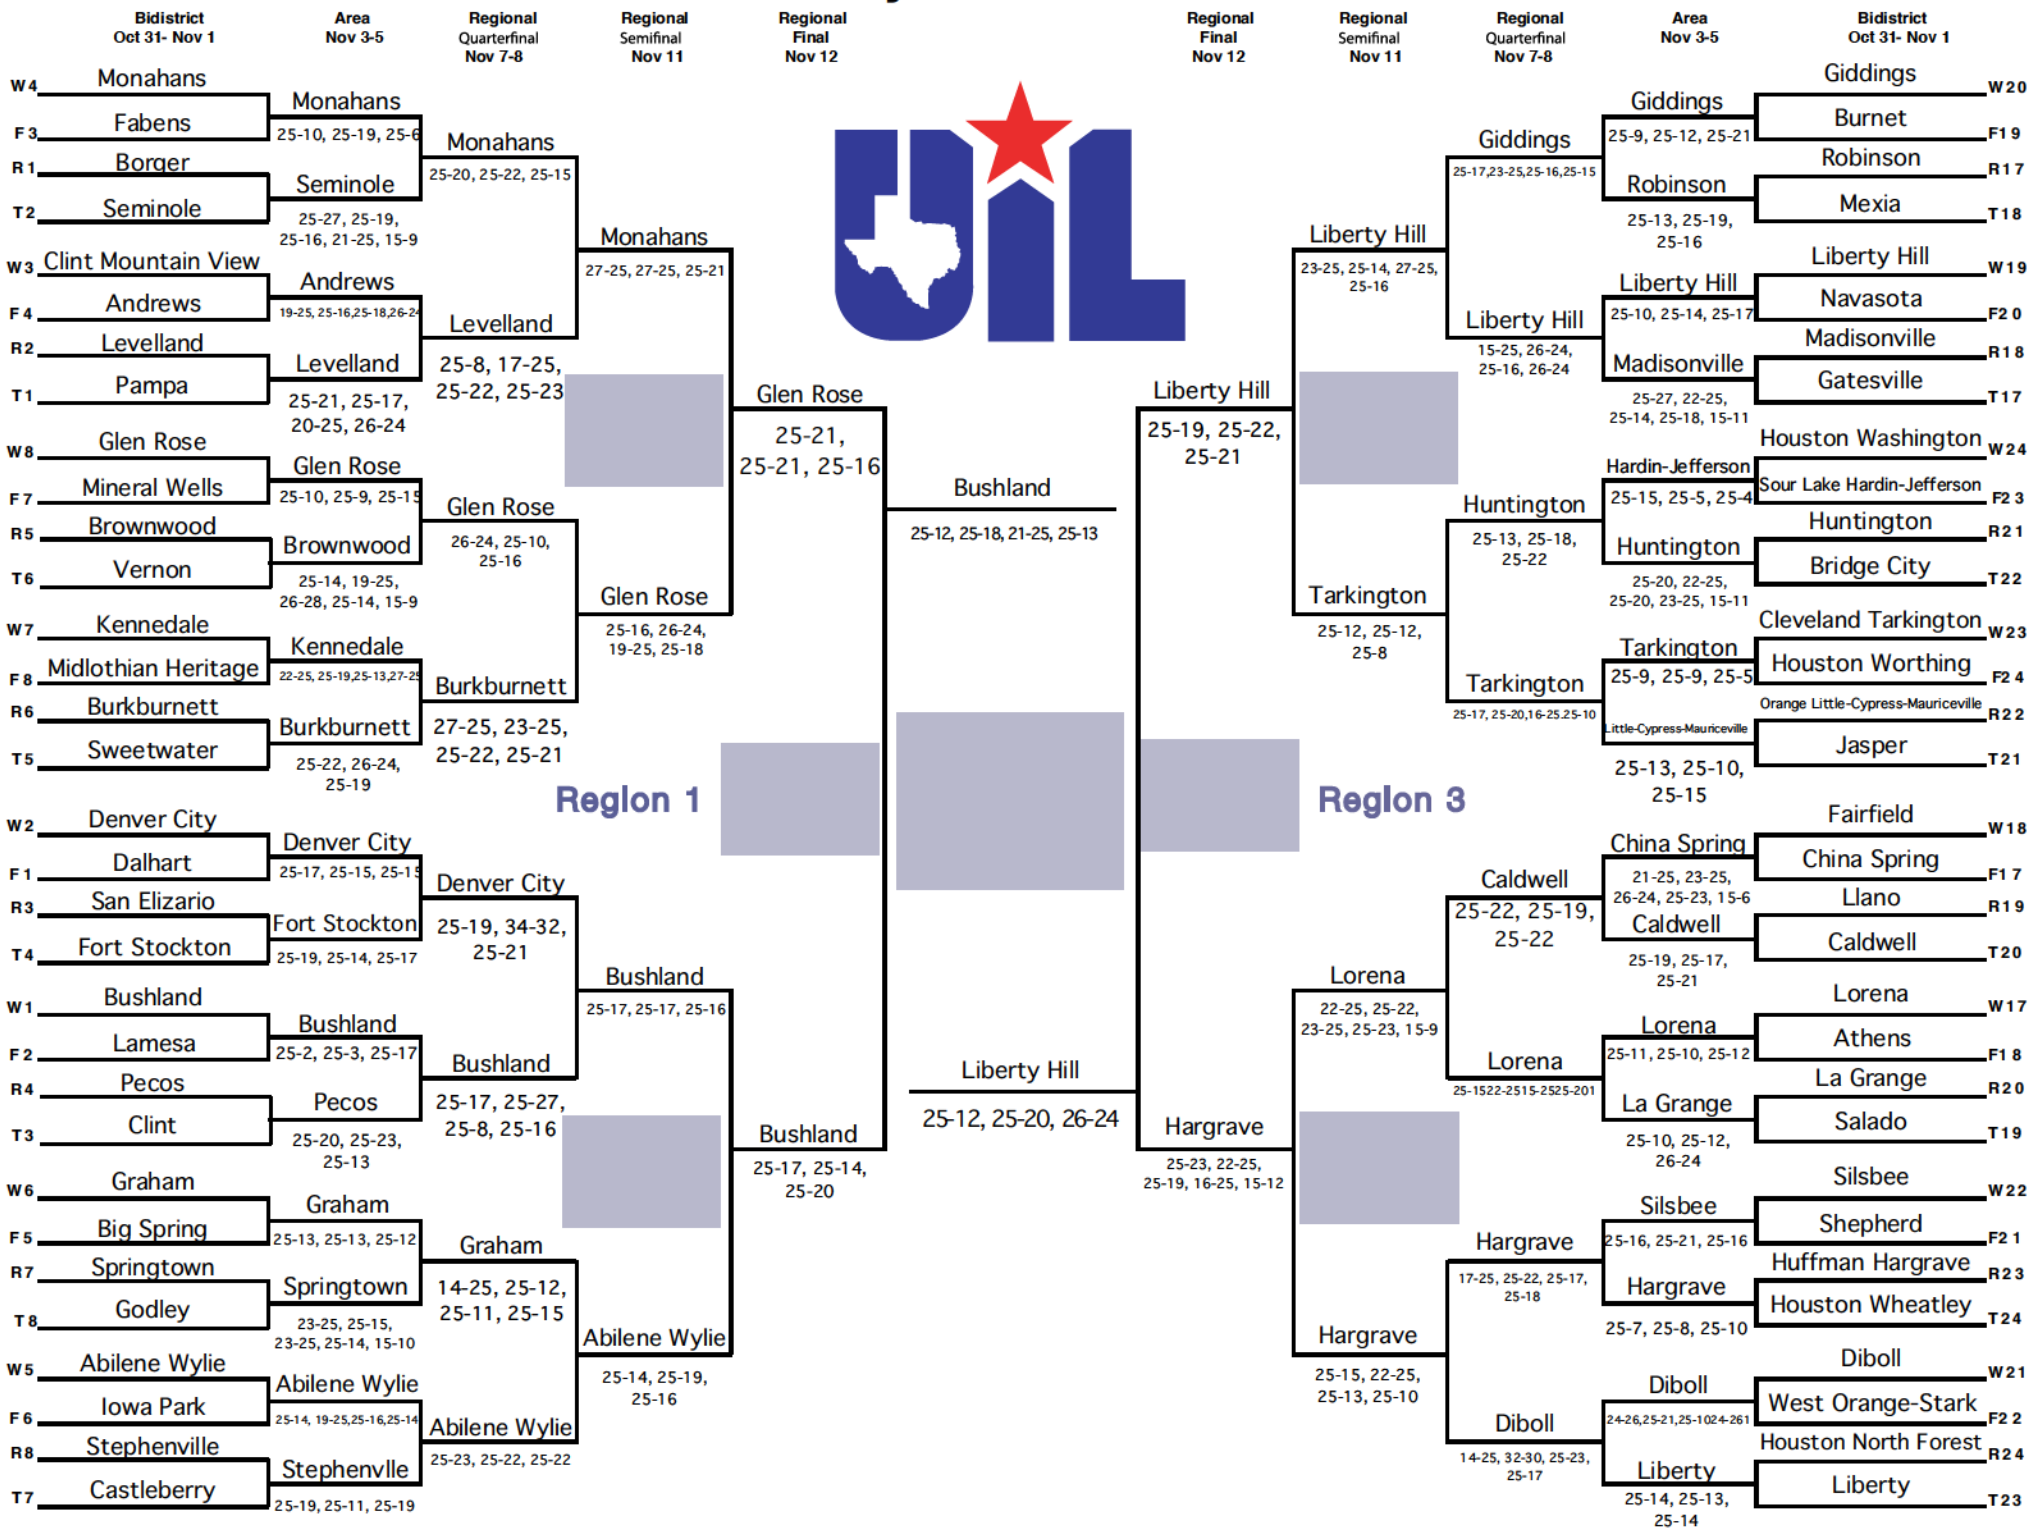 Bidistrict
Oct 31- Nov 1
Area
Nov 3-5
Regional
Quarterfinal
Nov 7-8
Regional
Semifinal
Nov 11
Regional
Final
Nov 12
Regional
Final
Nov 12
Regional
Semifinal
Nov 11
Regional
Quarterfinal
Nov 7-8
Area
Nov 3-5
Bidistrict
Oct 31- Nov 1
W4 Monahans
F3 Fabens
R1 Borger
T2 Seminole
W3 Clint Mountain View
F4 Andrews
R2 Levelland
T1 Pampa
W8 Glen Rose
F7 Mineral Wells
R5 Brownwood
T6 Vernon
W7 Kennedale
F8 Midlothian Heritage
R6 Burkburnett
T5 Sweetwater
W2 Denver City
F1 Dalhart
R3 San Elizario
T4 Fort Stockton
W1 Bushland
F2 Lamesa
R4 Pecos
T3 Clint
W6 Graham
F5 Big Spring
R7 Springtown
T8 Godley
W5 Abilene Wylie
F6 Iowa Park
R8 Stephenville
T7 Castleberry
Monahans
25-10, 25-19, 25-6
Seminole
25-27, 25-19,
25-16, 21-25, 15-9
Andrews
19-25, 25-16,25-18,26-24
Levelland
25-21, 25-17,
20-25, 26-24
Glen Rose
25-10, 25-9, 25-15
Brownwood
25-14, 19-25,
26-28, 25-14, 15-9
Kennedale
22-25, 25-19,25-13,27-25
Burkburnett
25-22, 26-24,
25-19
Denver City
25-17, 25-15, 25-15
Fort Stockton
25-19, 25-14, 25-17
Bushland
25-2, 25-3, 25-17
Pecos
25-20, 25-23,
25-13
Graham
25-13, 25-13, 25-12
Springtown
23-25, 25-15,
23-25, 25-14, 15-10
Abilene Wylie
25-14, 19-25,25-16,25-14
Stephenvlle
25-19, 25-11, 25-19
Monahans
25-20, 25-22, 25-15
Levelland
25-8, 17-25,
25-22, 25-23
Glen Rose
26-24, 25-10,
25-16
Burkburnett
27-25, 23-25,
25-22, 25-21
Denver City
25-19, 34-32,
25-21
Bushland
25-17, 25-27,
25-8, 25-16
Graham
14-25, 25-12,
25-11, 25-15
Abilene Wylie
25-23, 25-22, 25-22
Monahans
27-25, 27-25, 25-21
Glen Rose
25-16, 26-24,
19-25, 25-18
Bushland
25-17, 25-17, 25-16
Abilene Wylie
25-14, 25-19,
25-16
Glen Rose
25-21,
25-21, 25-16
Bushland
25-17, 25-14,
25-20
Region 1
UIL
Bushland
25-12, 25-18, 21-25, 25-13
Liberty Hill
25-12, 25-20, 26-24
Region 3
Liberty Hill
25-19, 25-22,
25-21
Hargrave
25-23, 22-25,
25-19, 16-25, 15-12
Liberty Hill
23-25, 25-14, 27-25,
25-16
Tarkington
25-12, 25-12,
25-8
Lorena
22-25, 25-22,
23-25, 25-23, 15-9
Hargrave
25-15, 22-25,
25-13, 25-10
Giddings
25-17,23-25,25-16,25-15
Liberty Hill
15-25, 26-24,
25-16, 26-24
Huntington
25-13, 25-18,
25-22
Tarkington
25-17, 25-20,16-25.25-10
Caldwell
25-22, 25-19,
25-22
Lorena
25-1522-2515-2525-201
Hargrave
17-25, 25-22, 25-17,
25-18
Diboll
14-25, 32-30, 25-23,
25-17
Giddings
25-9, 25-12, 25-21
Robinson
25-13, 25-19,
25-16
Liberty Hill
25-10, 25-14, 25-17
Madisonville
25-27, 22-25,
25-14, 25-18, 15-11
Hardin-Jefferson
25-15, 25-5, 25-4
Huntington
25-20, 22-25,
25-20, 23-25, 15-11
Tarkington
25-9, 25-9, 25-5
Little-Cypress-Mauriceville
25-13, 25-10,
25-15
China Spring
21-25, 23-25,
26-24, 25-23, 15-6
Caldwell
25-19, 25-17,
25-21
Lorena
25-11, 25-10, 25-12
La Grange
25-10, 25-12,
26-24
Silsbee
25-16, 25-21, 25-16
Hargrave
25-7, 25-8, 25-10
Diboll
24-26,25-21,25-1024-261
Liberty
25-14, 25-13,
25-14
Giddings W20
Burnet F19
Robinson R17
Mexia T18
Liberty Hill W19
Navasota F20
Madisonville R18
Gatesville T17
Houston Washington W24
Sour Lake Hardin-Jefferson F23
Huntington R21
Bridge City T22
Cleveland Tarkington W23
Houston Worthing F24
Orange Little-Cypress-Mauriceville R22
Jasper T21
Fairfield W18
China Spring F17
Llano R19
Caldwell T20
Lorena W17
Athens F18
La Grange R20
Salado T19
Silsbee W22
Shepherd F21
Huffman Hargrave R23
Houston Wheatley T24
Diboll W21
West Orange-Stark F22
Houston North Forest R24
Liberty T23